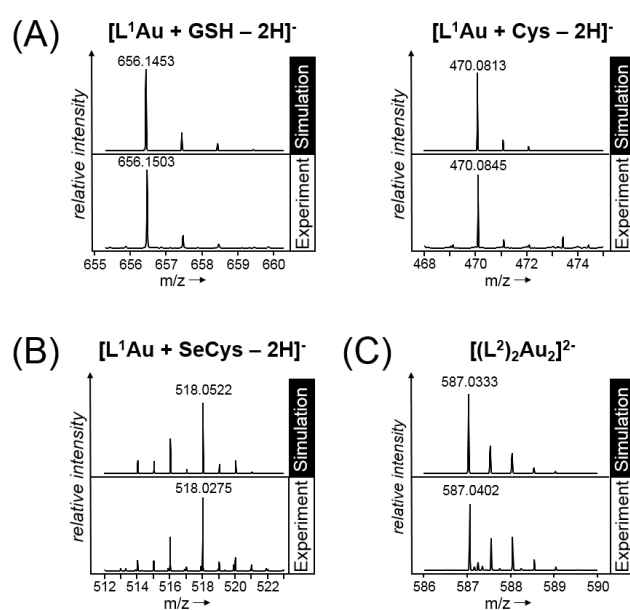 (A)
[L¹Au + GSH – 2H]⁻
relative intensity
656.1453
Simulation
656.1503
Experiment
655 656 657 658 659 660
m/z →
[L¹Au + Cys – 2H]⁻
relative intensity
470.0813
Simulation
470.0845
Experiment
468 470 472 474
m/z →
(B)
[L¹Au + SeCys – 2H]⁻
relative intensity
518.0522
Simulation
518.0275
Experiment
512 514 516 518 520 522
m/z →
(C)
[(L²)₂Au₂]²⁻
relative intensity
587.0333
Simulation
587.0402
Experiment
586 587 588 589 590
m/z →